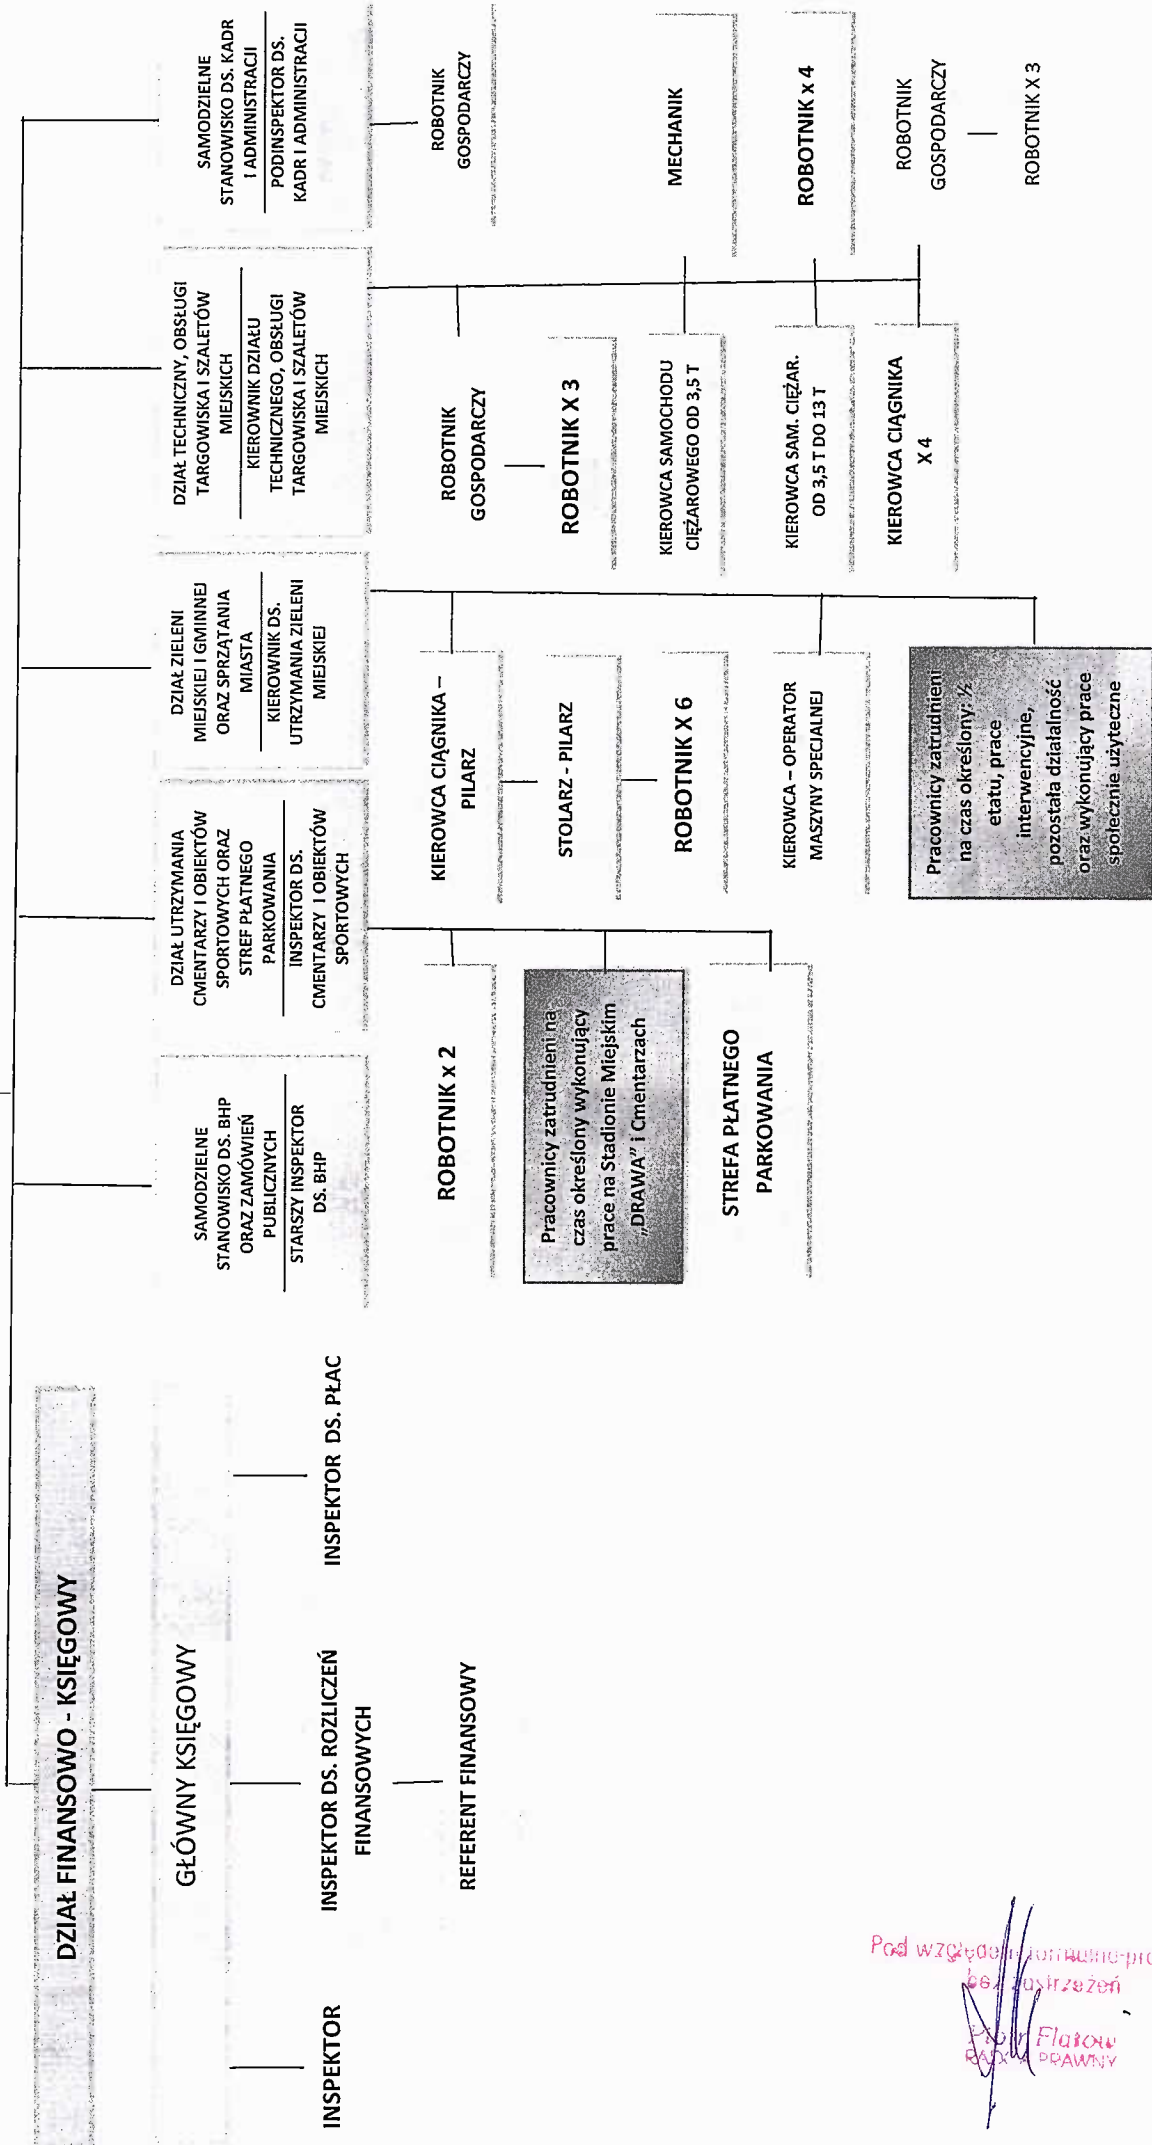 DZIAŁ FINANSOWO - KSIĘGOWY
GŁÓWNY KSIĘGOWY
INSPEKTOR
INSPEKTOR DS. ROZLICZEŃ
FINANSOWYCH
INSPEKTOR DS. PŁAC
REFERENT FINANSOWY
SAMODZIELNE
STANOWISKO DS. BHP
ORAZ ZAMÓWIEŃ
PUBLICZNYCH
STARSZY INSPEKTOR
DS. BHP
DZIAŁ UTRZYMANIA
CMENTARZY I OBIEKTÓW
SPORTOWYCH ORAZ
STREF PŁATNEGO
PARKOWANIA
INSPEKTOR DS.
CMENTARZY I OBIEKTÓW
SPORTOWYCH
ROBOTNIK x 2
Pracownicy zatrudnieni na
czas określony wykonujący
prace na Stadionie Miejskim
„DRAWA” i Cmentarzach
STREFA PŁATNEGO
PARKOWANIA
DZIAŁ ZIELENI
MIEJSKIEJ I GMINNEJ
ORAZ SPRZĄTANIA
MIASTA
KIEROWNIK DS.
UTRZYMANIA ZIELENI
MIEJSKIEJ
KIEROWCA CIĄGNIKA –
PILARZ
STOLARZ - PILARZ
ROBOTNIK X 6
KIEROWCA – OPERATOR
MASZYNY SPECJALNEJ
Pracownicy zatrudnieni
na czas określony: ½
etatu, prace
interwencyjne,
pozostała działalność
oraz wykonujący prace
społecznie użyteczne
DZIAŁ TECHNICZNY, OBSŁUGI
TARGOWISKA I SZALETÓW
MIEJSKICH
KIEROWNIK DZIAŁU
TECHNICZNEGO, OBSŁUGI
TARGOWISKA I SZALETÓW
MIEJSKICH
ROBOTNIK
GOSPODARCZY
ROBOTNIK X 3
KIEROWCA SAMOCHODU
CIĘŻAROWEGO OD 3,5 T
MECHANIK
KIEROWCA SAM. CIĘŻAR.
OD 3,5 T DO 13 T
ROBOTNIK x 4
KIEROWCA CIĄGNIKA
X 4
ROBOTNIK
GOSPODARCZY
ROBOTNIK X 3
SAMODZIELNE
STANOWISKO DS. KADR
I ADMINISTRACJI
PODINSPEKTOR DS.
KADR I ADMINISTRACJI
ROBOTNIK
GOSPODARCZY
Pod względem
bez zastrzeżeń
Piotr Flatow
RADCA PRAWNY